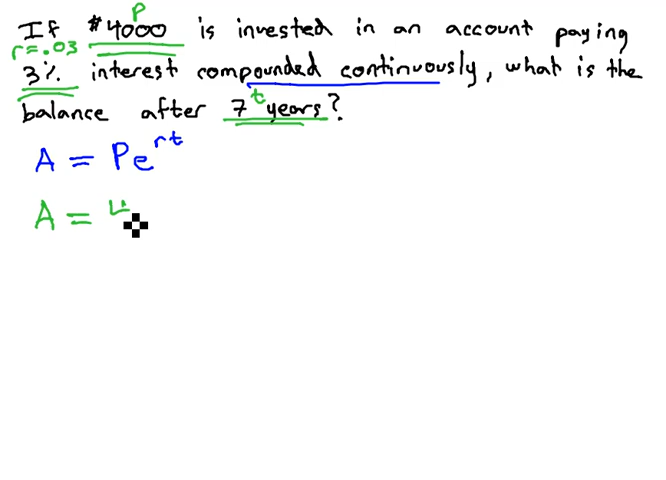 P
If $4000 is invested in an account paying
r=.03
3% interest compounded continuously, what is the
t
balance after 7 years?
A = Pe^rt
A = 4